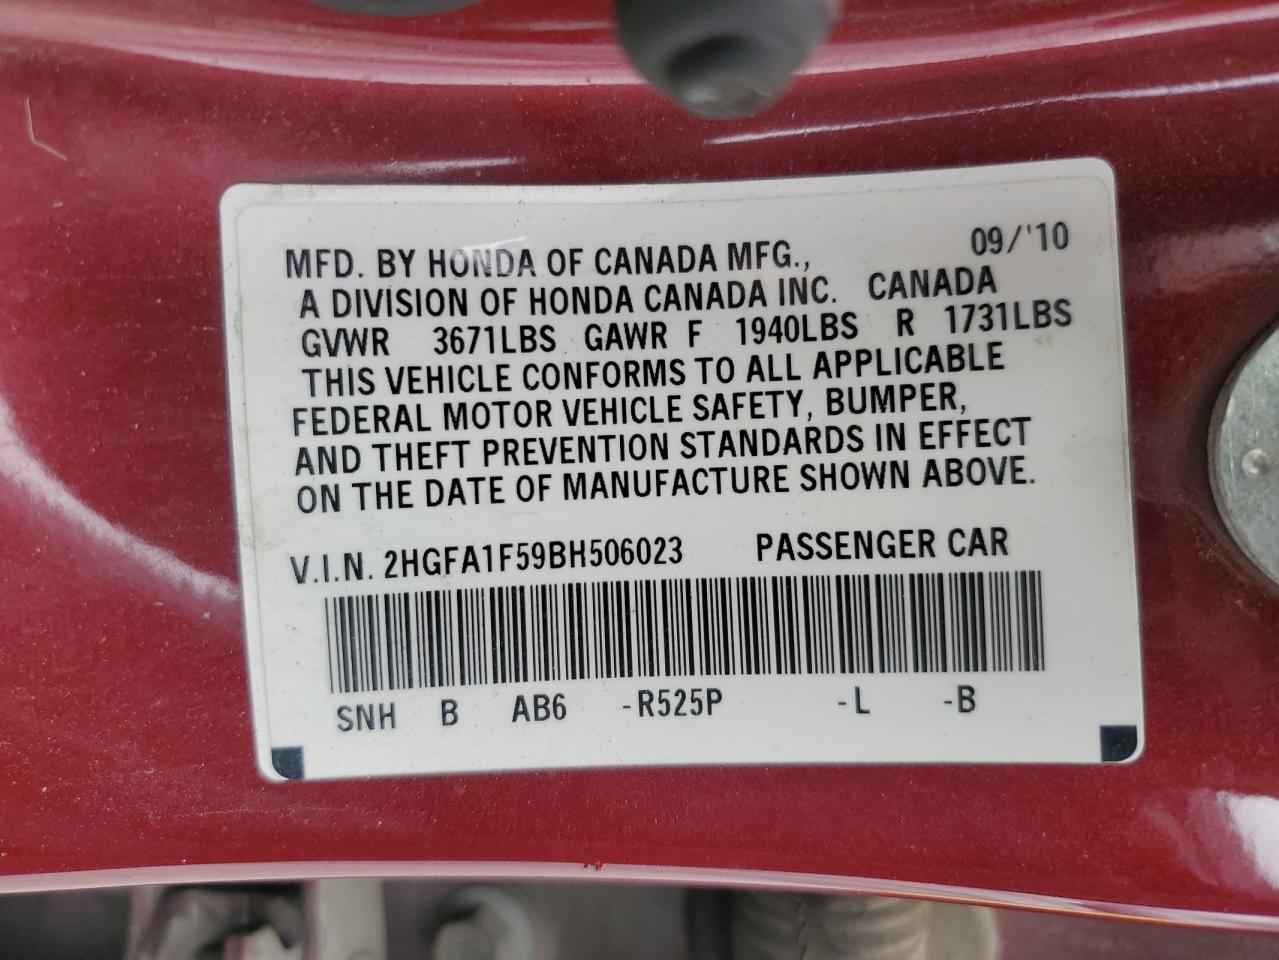 09/'10
MFD. BY HONDA OF CANADA MFG.,
A DIVISION OF HONDA CANADA INC. CANADA
GVWR 3671LBS GAWR F 1940LBS R 1731LBS
THIS VEHICLE CONFORMS TO ALL APPLICABLE
FEDERAL MOTOR VEHICLE SAFETY, BUMPER,
AND THEFT PREVENTION STANDARDS IN EFFECT
ON THE DATE OF MANUFACTURE SHOWN ABOVE.
V.I.N. 2HGFA1F59BH506023 PASSENGER CAR
SNH B AB6 -R525P -L -B